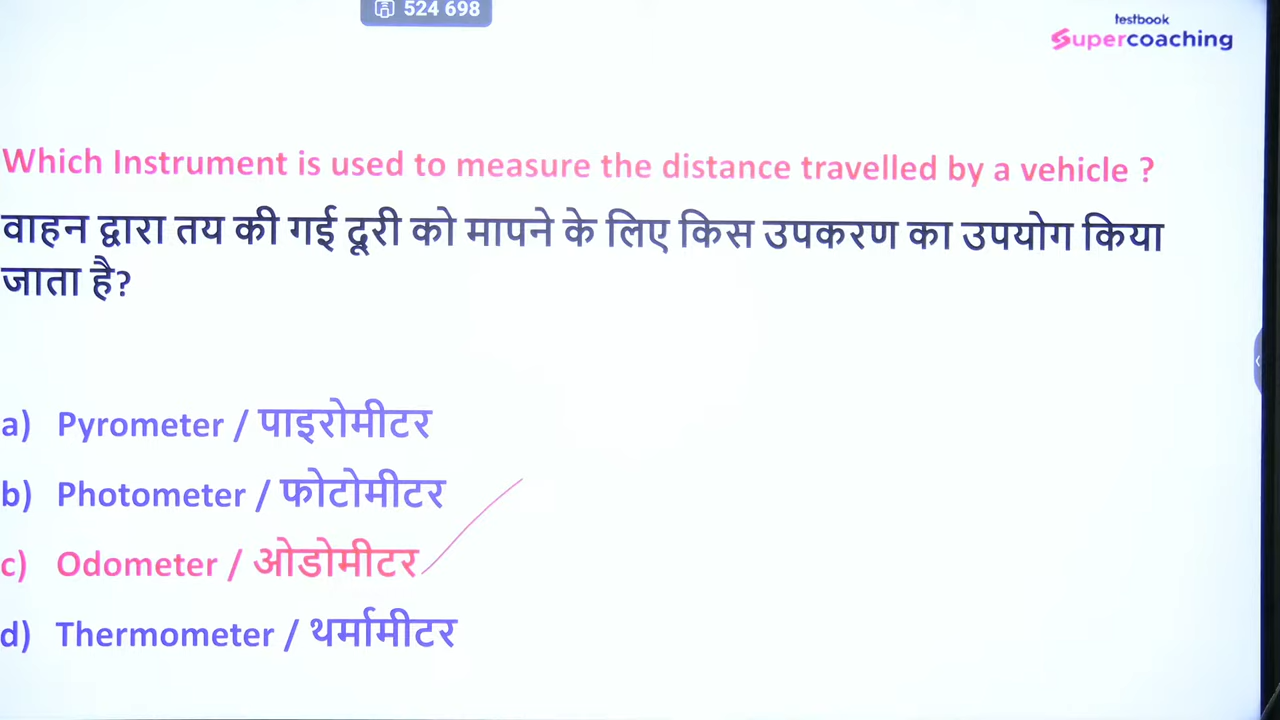 524 698
testbook
Supercoaching
Which Instrument is used to measure the distance travelled by a vehicle ?
वाहन द्वारा तय की गई दूरी को मापने के लिए किस उपकरण का उपयोग किया
जाता है?
a) Pyrometer / पाइरोमीटर
b) Photometer / फोटोमीटर
c) Odometer / ओडोमीटर
d) Thermometer / थर्मामीटर